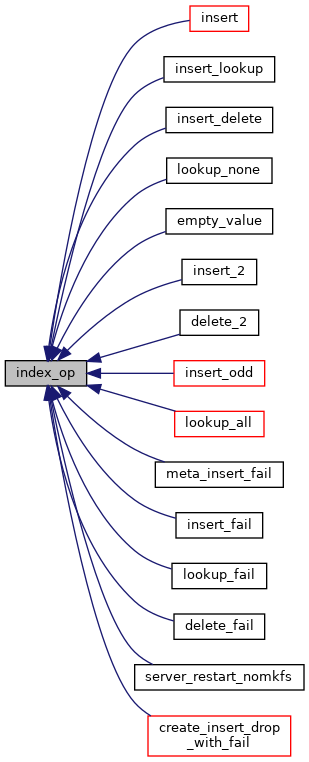 insert
insert_lookup
insert_delete
lookup_none
empty_value
insert_2
delete_2
index_op
insert_odd
lookup_all
meta_insert_fail
insert_fail
lookup_fail
delete_fail
server_restart_nomkfs
create_insert_drop
_with_fail